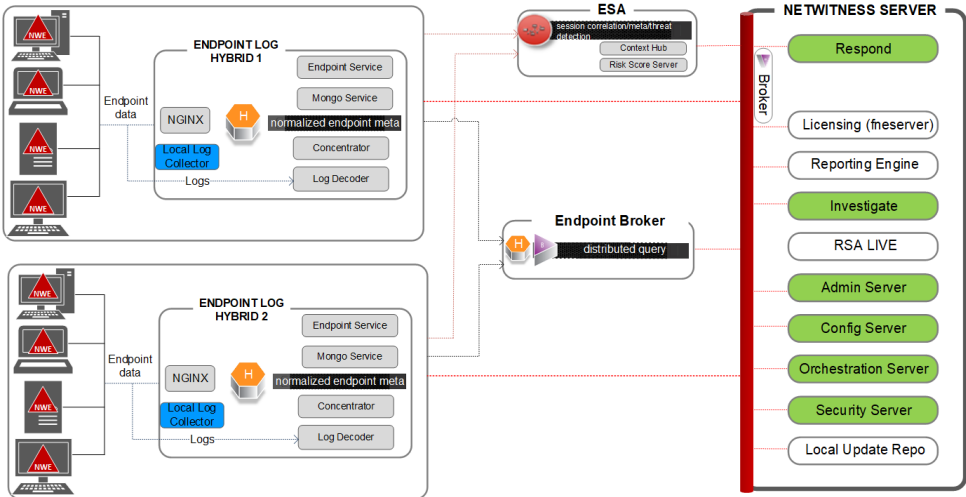 NWE
NWE
NWE
NWE
Endpoint
data
ENDPOINT LOG
HYBRID 1
Endpoint Service
Mongo Service
NGINX
H
normalized endpoint meta
Local Log
Collector
Concentrator
Logs
Log Decoder
NWE
NWE
NWE
NWE
Endpoint
data
ENDPOINT LOG
HYBRID 2
Endpoint Service
Mongo Service
NGINX
H
normalized endpoint meta
Local Log
Collector
Concentrator
Logs
Log Decoder
ESA
session correlation/meta/threat
detection
Context Hub
Risk Score Server
Endpoint Broker
H
distributed query
NETWITNESS SERVER
Broker
Respond
Licensing (fneserver)
Reporting Engine
Investigate
RSA LIVE
Admin Server
Config Server
Orchestration Server
Security Server
Local Update Repo